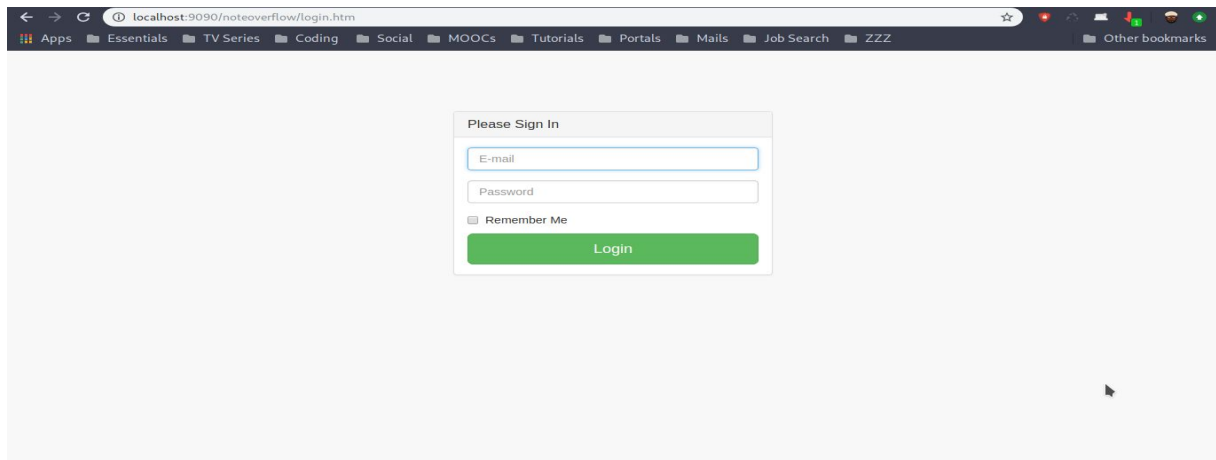 localhost:9090/noteoverflow/login.htm
Apps Essentials TV Series Coding Social MOOCs Tutorials Portals Mails Job Search ZZZ Other bookmarks
Please Sign In
E-mail
Password
Remember Me
Login
1